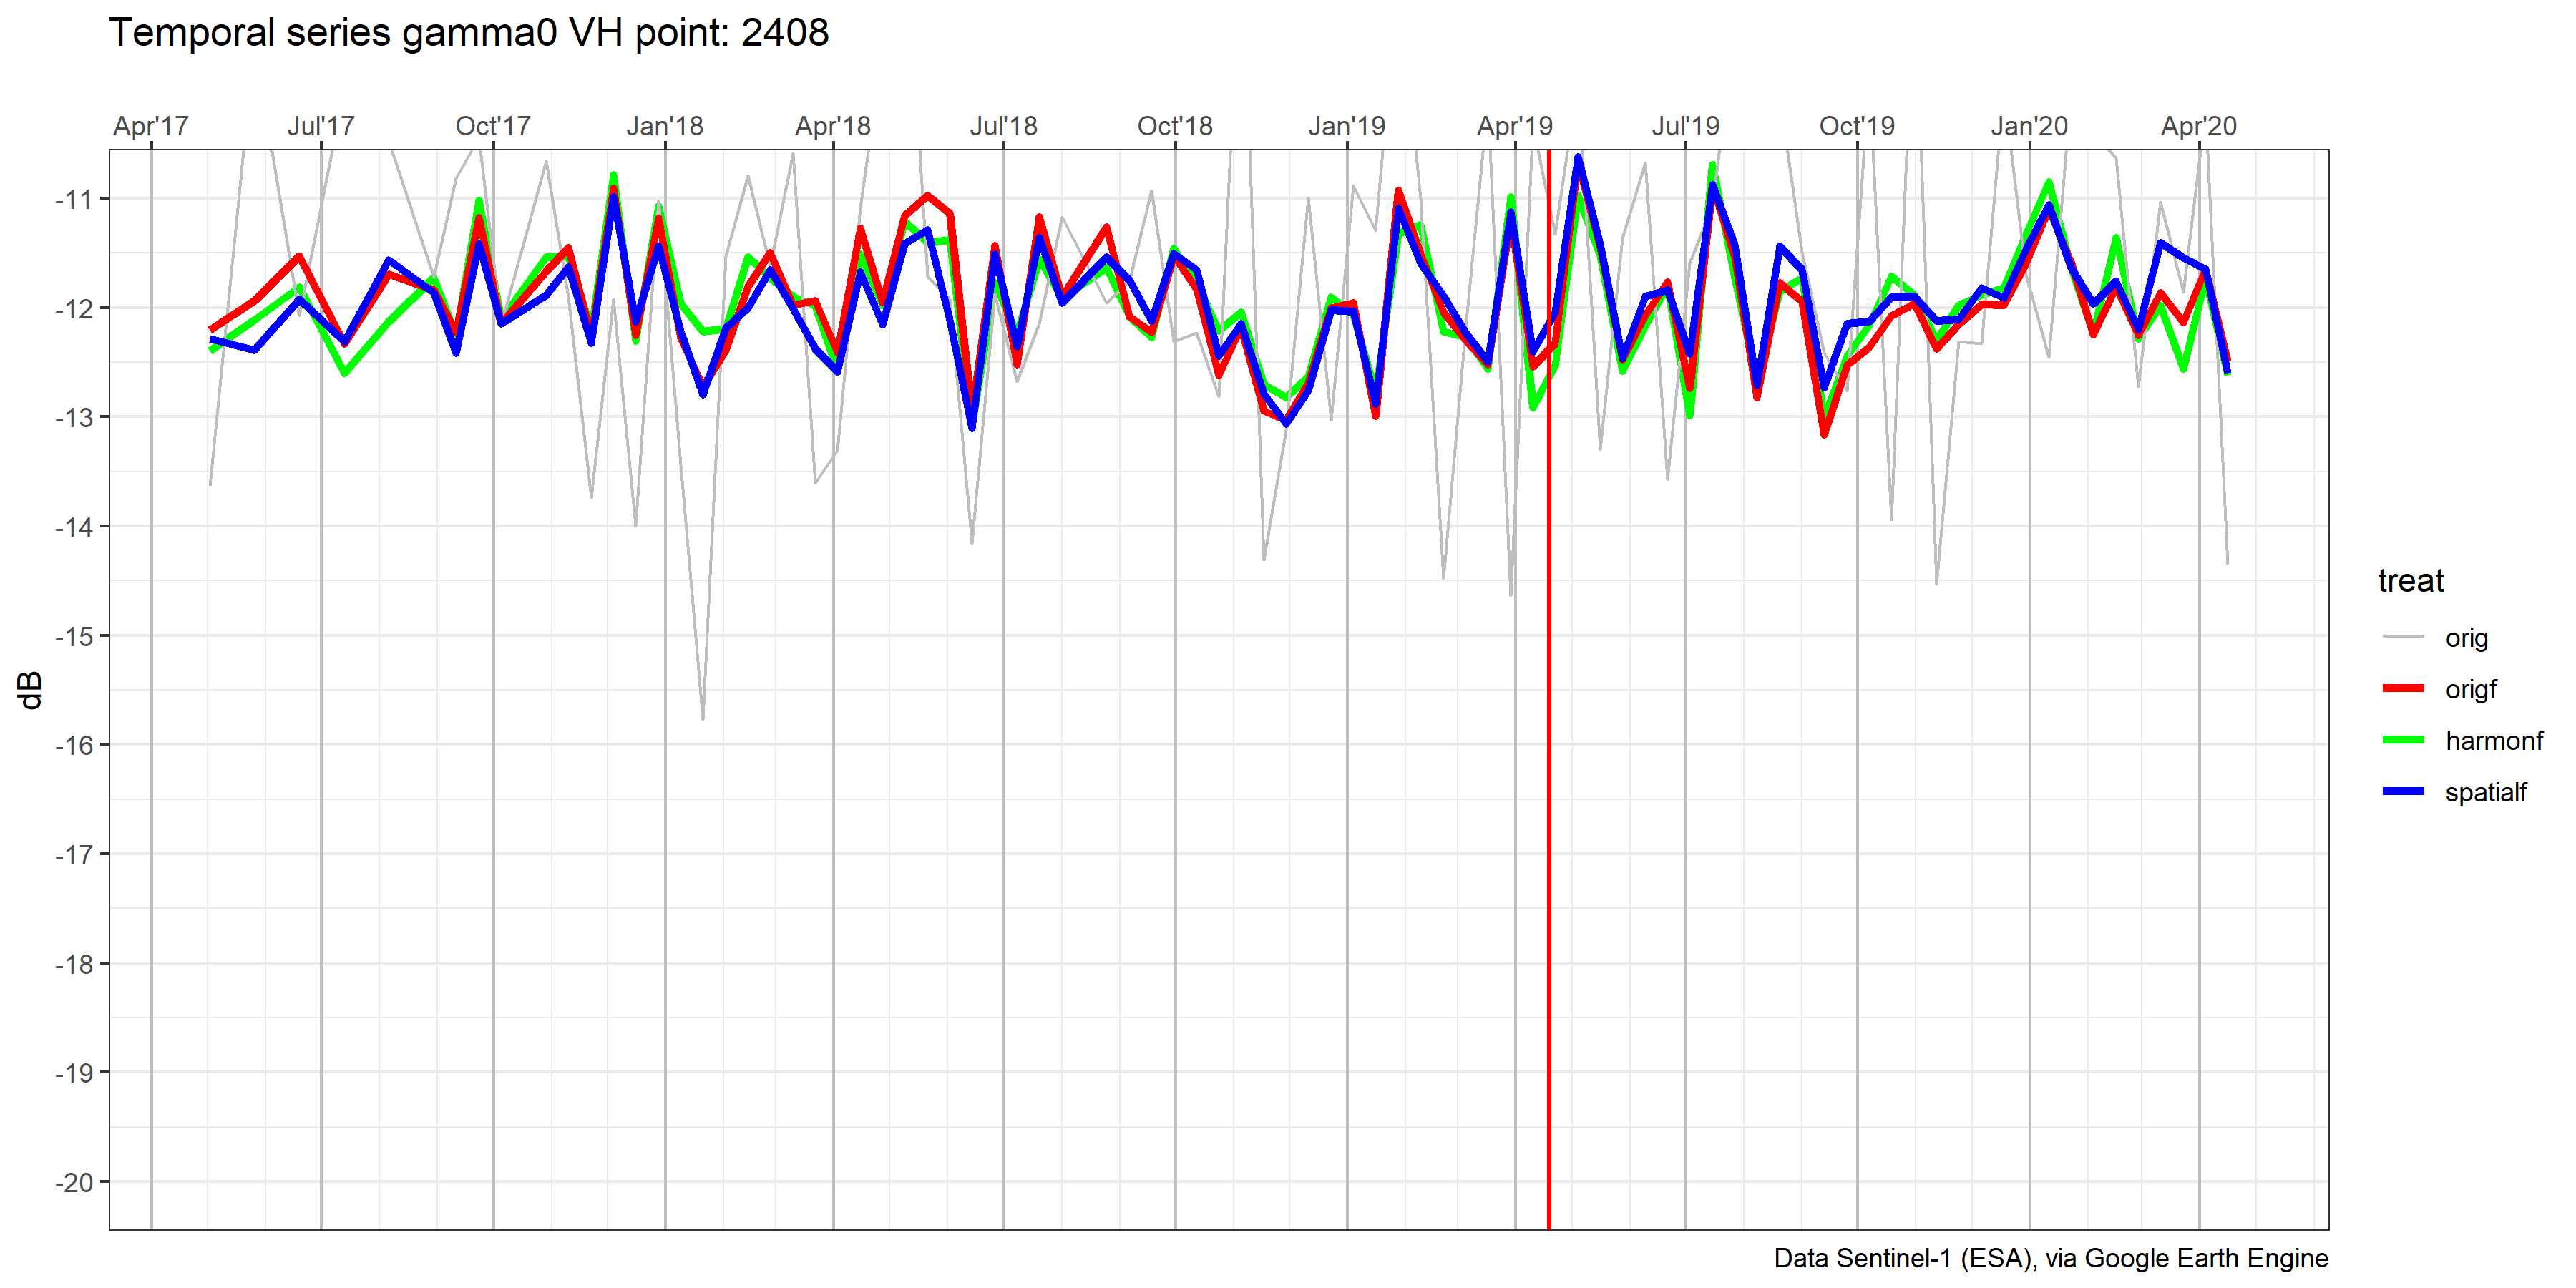 Temporal series gamma0 VH point: 2408
Apr'17 Jul'17 Oct'17 Jan'18 Apr'18 Jul'18 Oct'18 Jan'19 Apr'19 Jul'19 Oct'19 Jan'20 Apr'20
-11
-12
-13
-14
-15
-16
-17
-18
-19
-20
dB
treat
orig
origf
harmonf
spatialf
Data Sentinel-1 (ESA), via Google Earth Engine